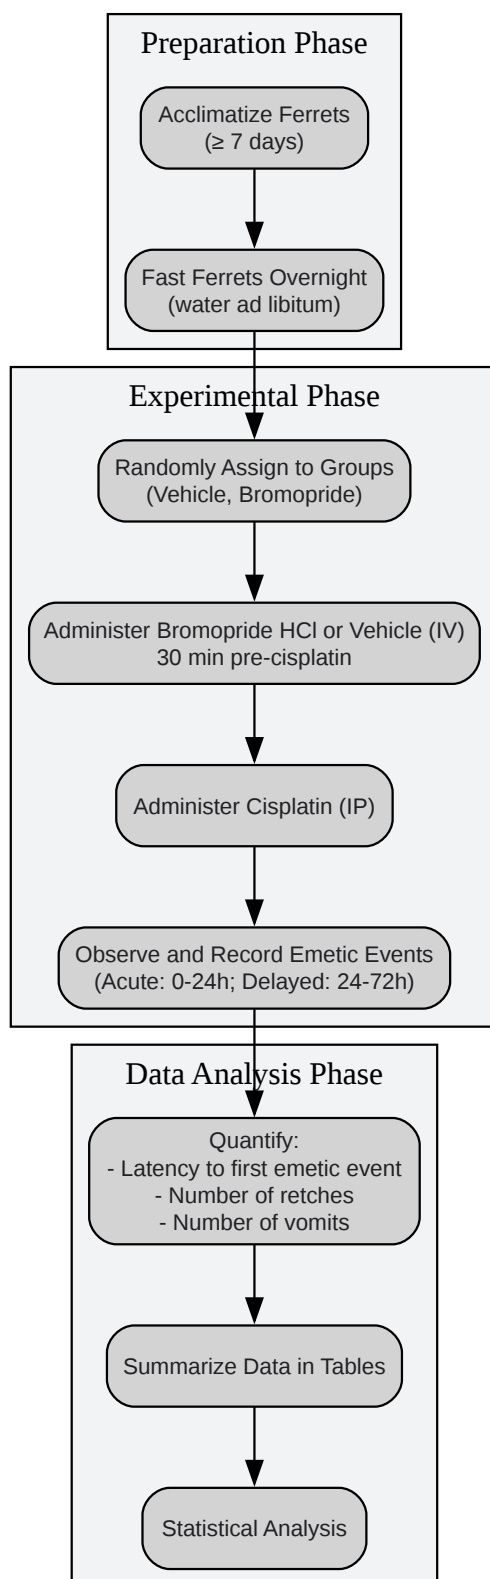 Preparation Phase
Acclimatize Ferrets
(≥ 7 days)
Fast Ferrets Overnight
(water ad libitum)
Experimental Phase
Randomly Assign to Groups
(Vehicle, Bromopride)
Administer Bromopride HCl or Vehicle (IV)
30 min pre-cisplatin
Administer Cisplatin (IP)
Observe and Record Emetic Events
(Acute: 0-24h; Delayed: 24-72h)
Data Analysis Phase
Quantify:
- Latency to first emetic event
- Number of retches
- Number of vomits
Summarize Data in Tables
Statistical Analysis